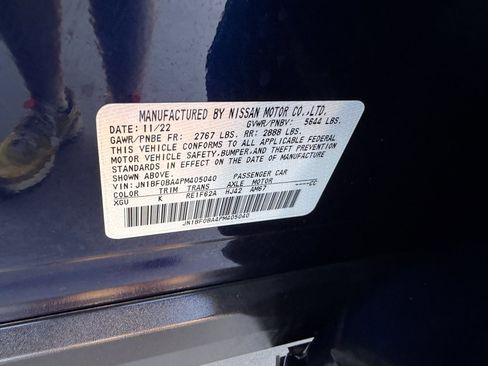 MANUFACTURED BY NISSAN MOTOR CO.,LTD.
DATE: 11/22 GVWR/PNBV: 5644 LBS.
GAWR/PNBE FR: 2767 LBS. RR: 2888 LBS.
THIS VEHICLE CONFORMS TO ALL APPLICABLE FEDERAL
MOTOR VEHICLE SAFETY,BUMPER,AND THEFT PREVENTION
STANDARDS IN EFFECT ON THE DATE OF MANUFACTURE
SHOWN ABOVE.
VIN: JN1BF0BA4PM405040 PASSENGER CAR
COLOR TRIM TRANS AXLE MOTOR ----CC
XGU K RE1F62A HJ42 AM67
JN1BF0BA4PM405040